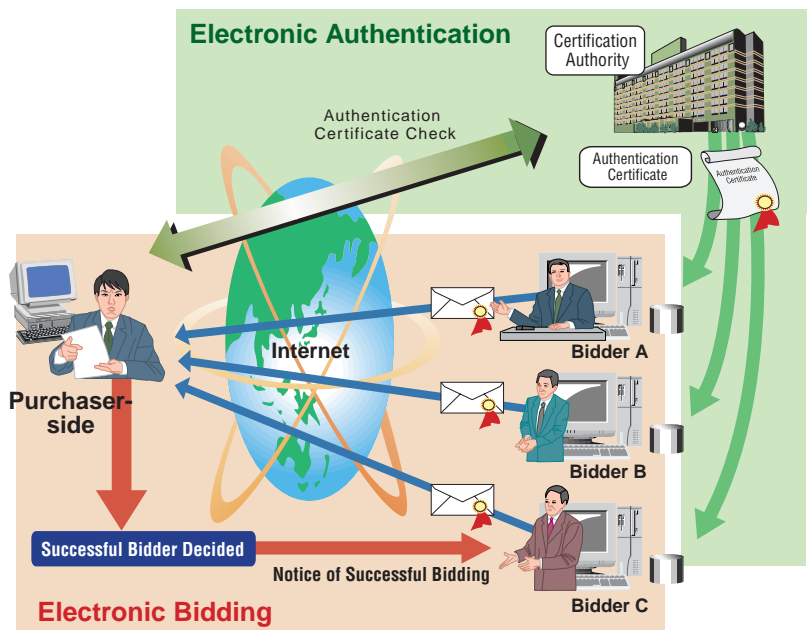 Electronic Authentication
Certification
Authority
Authentication
Certificate Check
Authentication
Certificate
Authentication
Certificate
Internet
Bidder A
Purchaser-
side
Bidder B
Successful Bidder Decided
Notice of Successful Bidding
Bidder C
Electronic Bidding